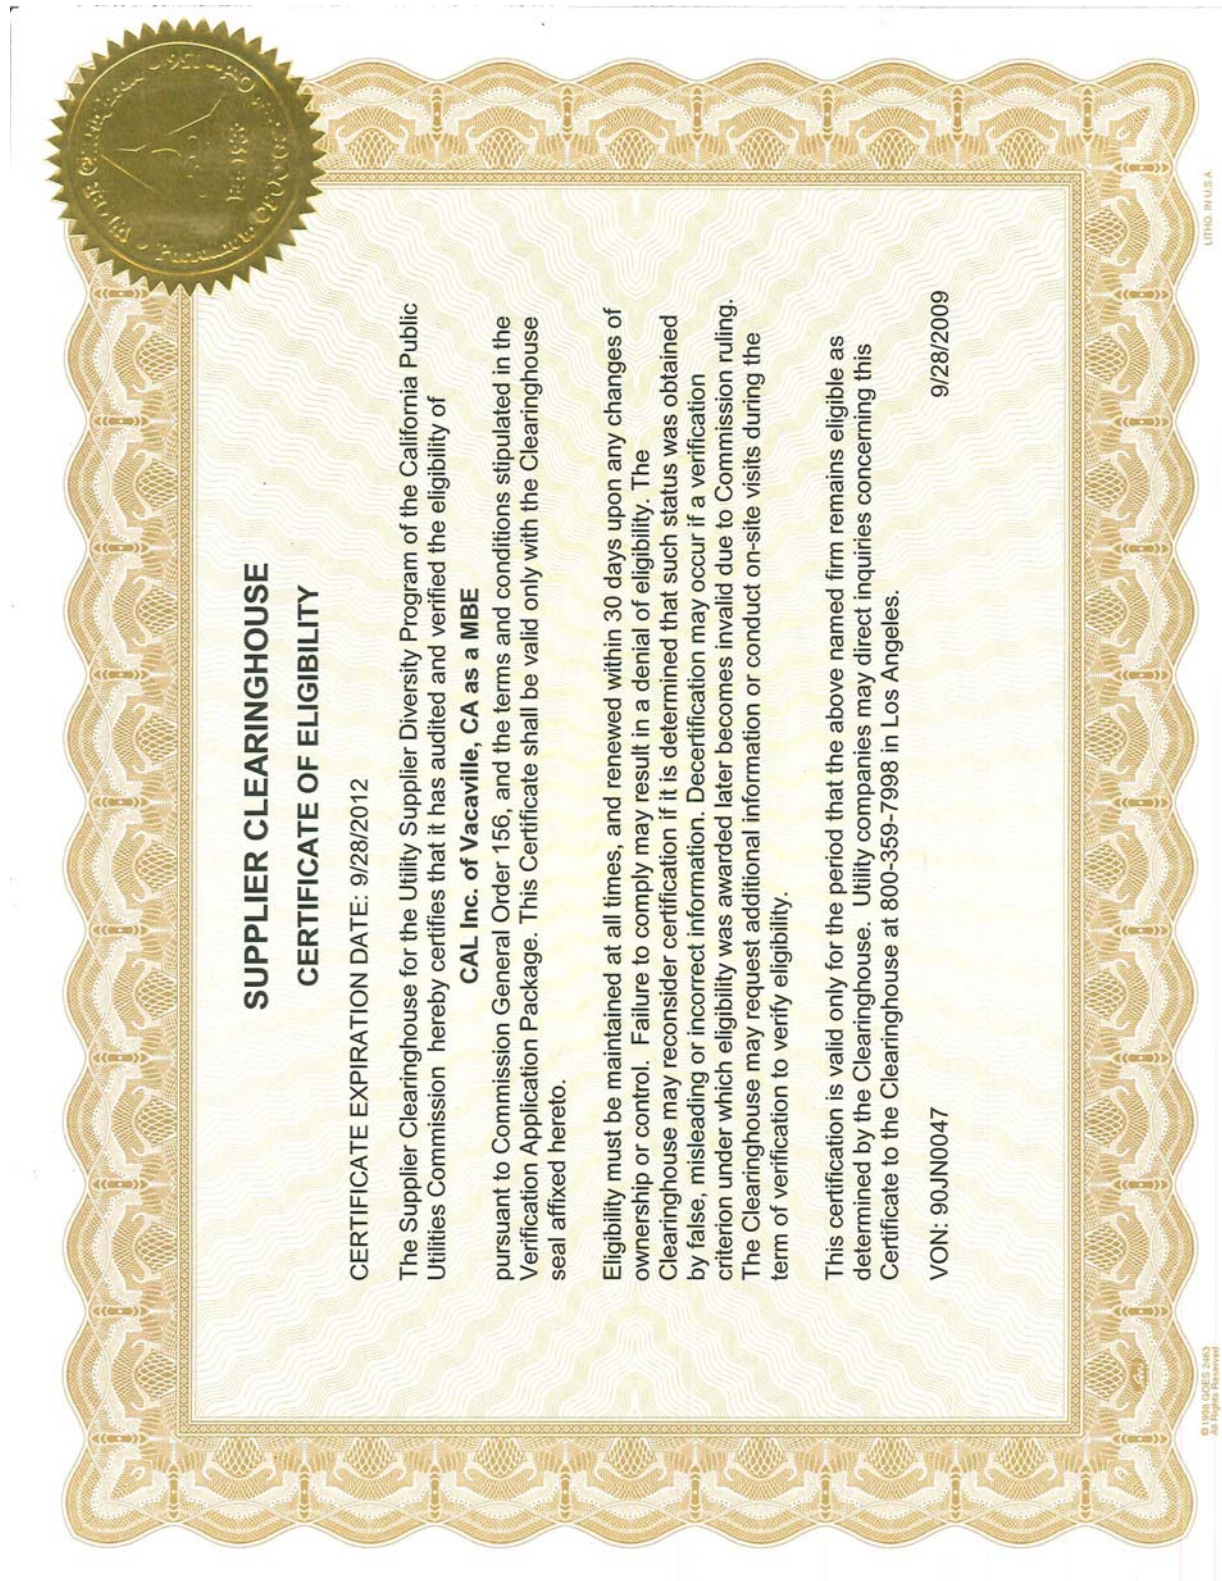 SUPPLIER CLEARINGHOUSE
CERTIFICATE OF ELIGIBILITY
CERTIFICATE EXPIRATION DATE: 9/28/2012
The Supplier Clearinghouse for the Utility Supplier Diversity Program of the California Public
Utilities Commission hereby certifies that it has audited and verified the eligibility of
CAL Inc. of Vacaville, CA as a MBE
pursuant to Commission General Order 156, and the terms and conditions stipulated in the
Verification Application Package. This Certificate shall be valid only with the Clearinghouse
seal affixed hereto.
Eligibility must be maintained at all times, and renewed within 30 days upon any changes of
ownership or control. Failure to comply may result in a denial of eligibility. The
Clearinghouse may reconsider certification if it is determined that such status was obtained
by false, misleading or incorrect information. Decertification may occur if a verification
criterion under which eligibility was awarded later becomes invalid due to Commission ruling.
The Clearinghouse may request additional information or conduct on-site visits during the
term of verification to verify eligibility.
This certification is valid only for the period that the above named firm remains eligible as
determined by the Clearinghouse. Utility companies may direct inquiries concerning this
Certificate to the Clearinghouse at 800-359-7998 in Los Angeles.
VON: 90JN0047 9/28/2009
© 1998 GOES 2463
All Rights Reserved
LITHO. IN U.S.A.